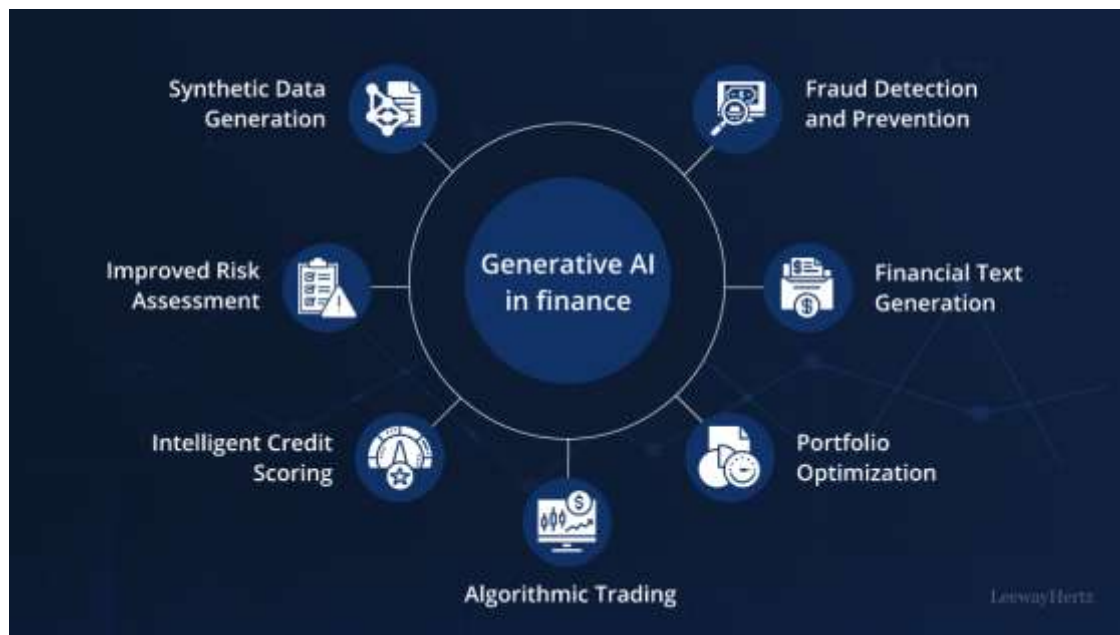 Synthetic Data
Generation
Fraud Detection
and Prevention
Improved Risk
Assessment
Generative AI
in finance
Financial Text
Generation
Intelligent Credit
Scoring
Portfolio
Optimization
Algorithmic Trading
LeewayHertz